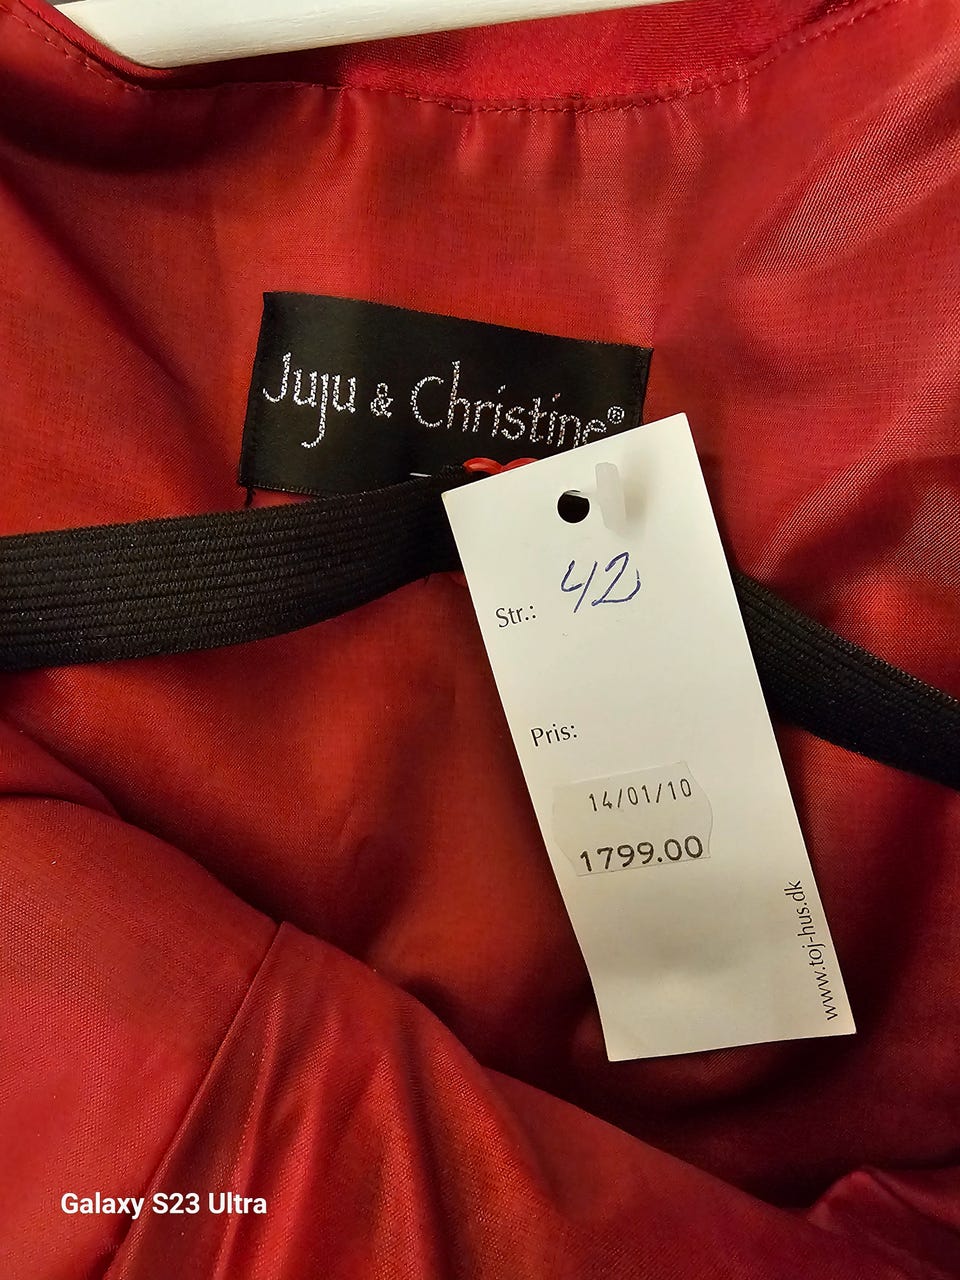 Juju & Christine®
Str.: 42
Pris:
14/01/10
1799.00
www.toj-hus.dk
Galaxy S23 Ultra